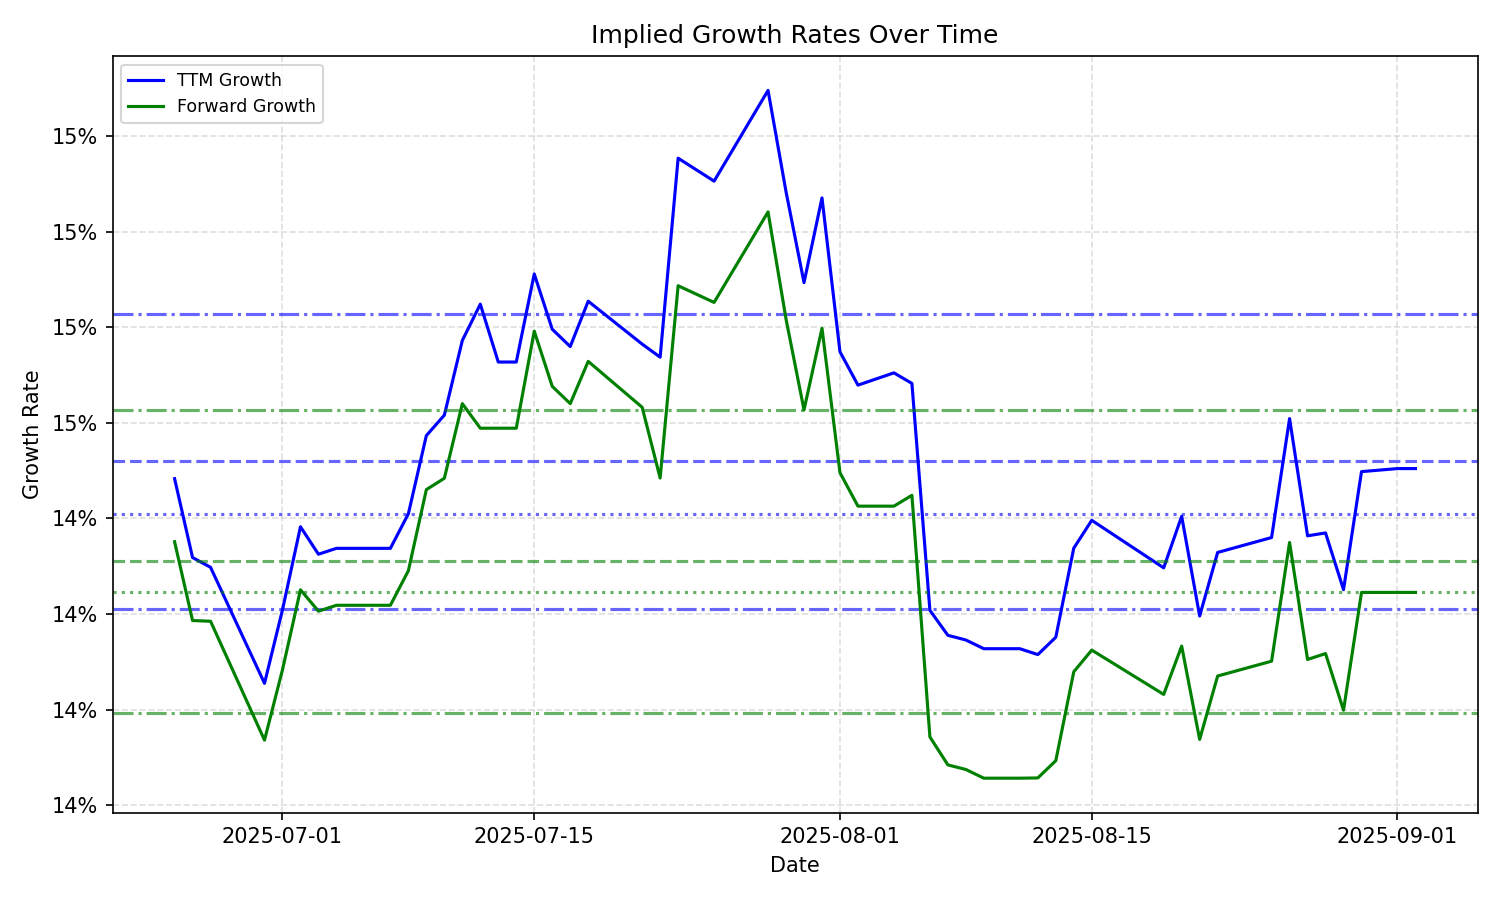 Implied Growth Rates Over Time
TTM Growth
Forward Growth
15%
15%
15%
15%
14%
14%
14%
14%
Growth Rate
2025-07-01
2025-07-15
2025-08-01
2025-08-15
2025-09-01
Date